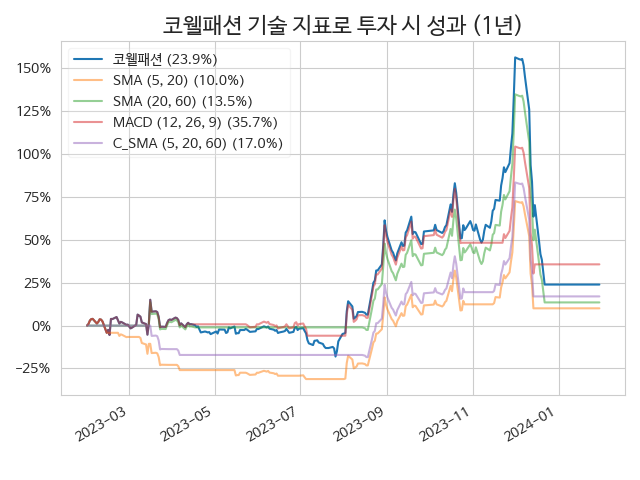 코웰패션 기술 지표로 투자 시 성과 (1년)
150%
125%
100%
75%
50%
25%
0%
−25%
코웰패션 (23.9%)
SMA (5, 20) (10.0%)
SMA (20, 60) (13.5%)
MACD (12, 26, 9) (35.7%)
C_SMA (5, 20, 60) (17.0%)
2023−03
2023−05
2023−07
2023−09
2023−11
2024−01